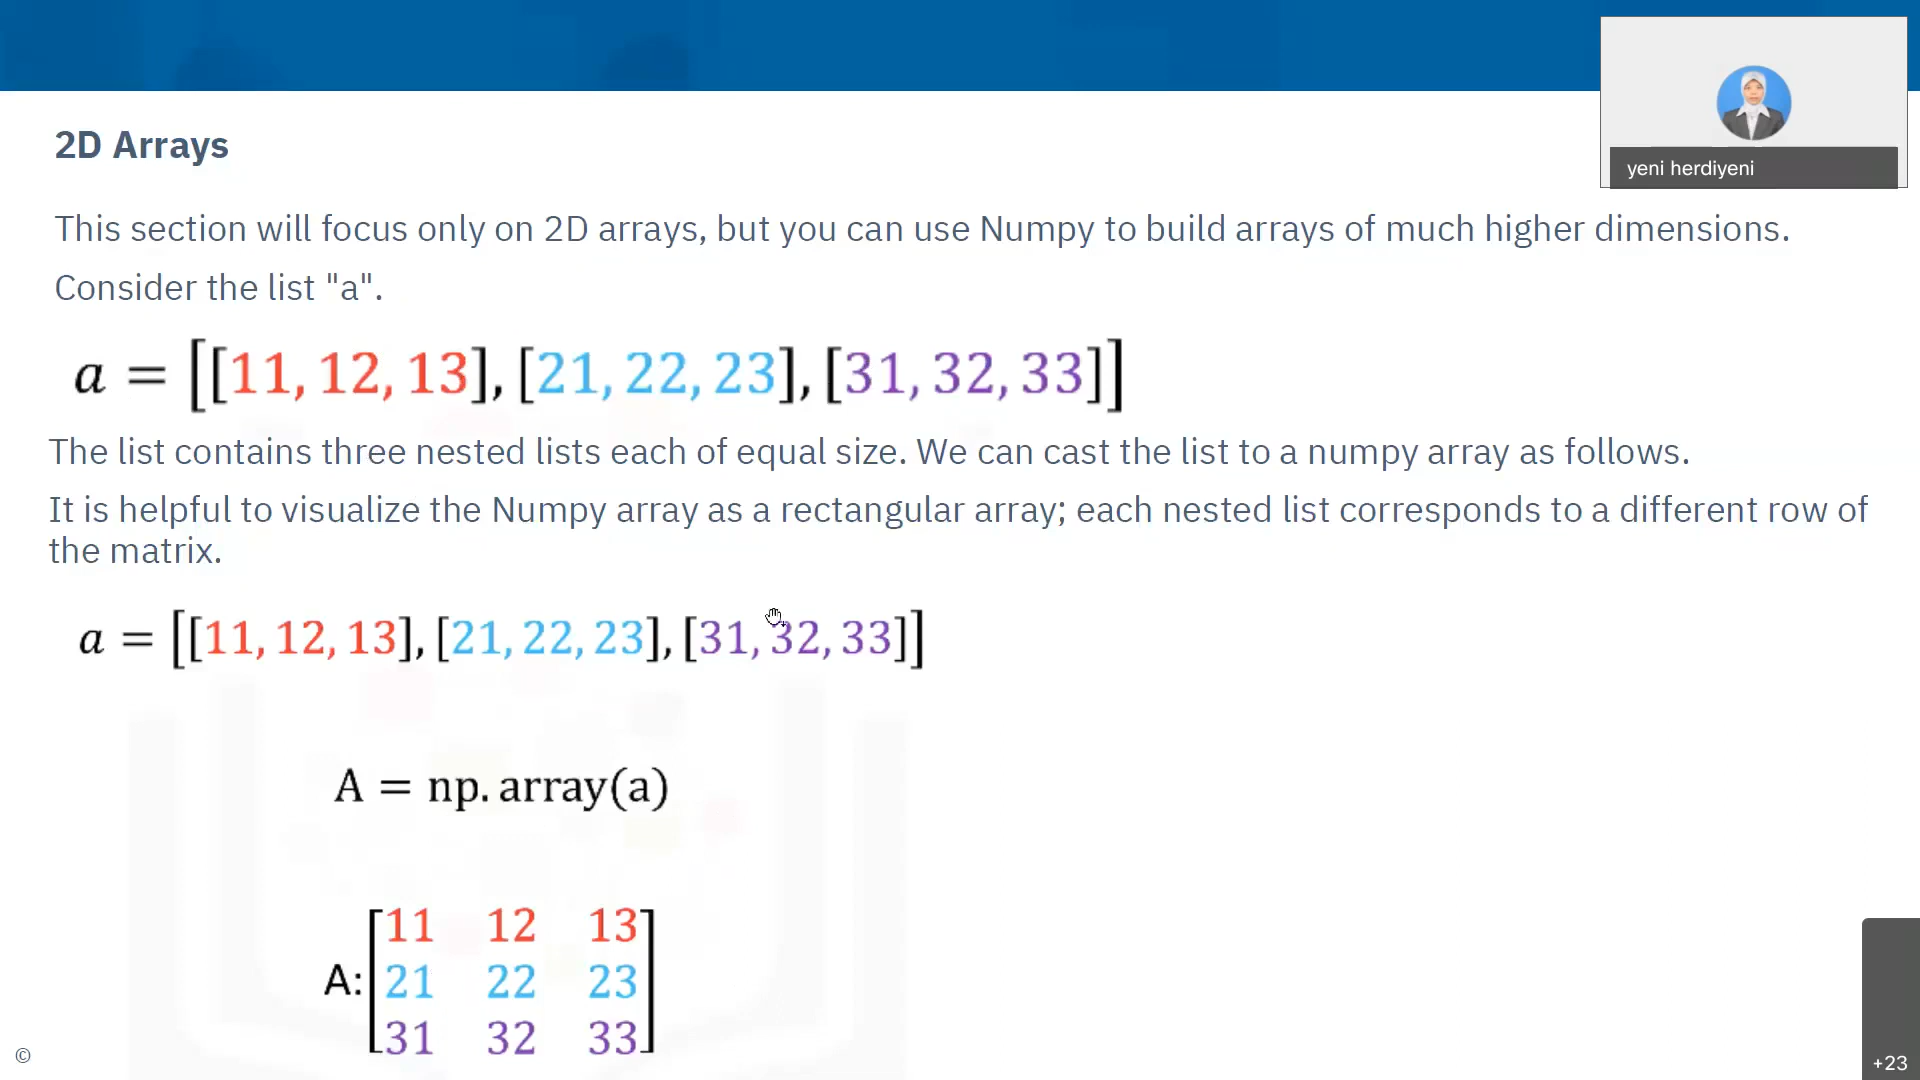 yeni herdiyeni
2D Arrays
This section will focus only on 2D arrays, but you can use Numpy to build arrays of much higher dimensions.
Consider the list "a".
a = [[11, 12, 13], [21, 22, 23], [31, 32, 33]]
The list contains three nested lists each of equal size. We can cast the list to a numpy array as follows.
It is helpful to visualize the Numpy array as a rectangular array; each nested list corresponds to a different row of
the matrix.
a = [[11, 12, 13], [21, 22, 23], [31, 32, 33]]
A = np. array(a)
[11 12 13]
A: [21 22 23]
[31 32 33]
©
+23